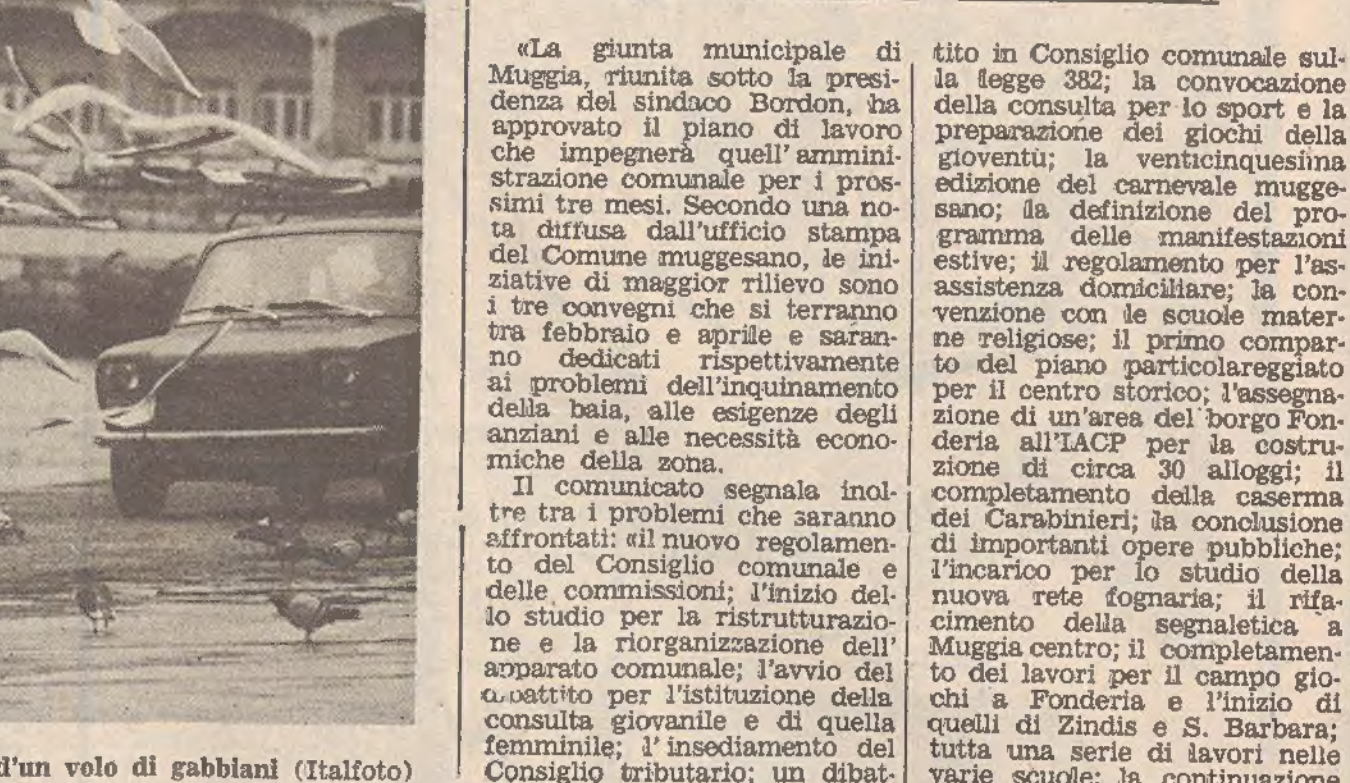 d'un volo di gabbiani (Italfoto)
«La giunta municipale di
Muggia, riunita sotto la presi-
denza del sindaco Bordon, ha
approvato il piano di lavoro
che impegnerà quell'ammini-
strazione comunale per i pros-
simi tre mesi. Secondo una no-
ta diffusa dall'ufficio stampa
del Comune muggesano, le ini-
ziative di maggior rilievo sono
i tre convegni che si terranno
tra febbraio e aprile e saran-
no dedicati rispettivamente
ai problemi dell'inquinamento
della baia, alle esigenze degli
anziani e alle necessità econo-
miche della zona.
Il comunicato segnala inol-
tre tra i problemi che saranno
affrontati: «il nuovo regolamen-
to del Consiglio comunale e
delle commissioni; l'inizio del-
lo studio per la ristrutturazio-
ne e la riorganizzazione dell'
apparato comunale; l'avvio del
dibattito per l'istituzione della
consulta giovanile e di quella
femminile; l'insediamento del
Consiglio tributario; un dibat-
tito in Consiglio comunale sul-
la legge 382; la convocazione
della consulta per lo sport e la
preparazione dei giochi della
gioventù; la venticinquesima
edizione del carnevale mugge-
sano; la definizione del pro-
gramma delle manifestazioni
estive; il regolamento per l'as-
assistenza domiciliare; la con-
venzione con le scuole mater-
ne religiose; il primo compar-
to del piano particolareggiato
per il centro storico; l'assegna-
zione di un'area del borgo Fon-
deria all'IACP per la costru-
zione di circa 30 alloggi; il
completamento della caserma
dei Carabinieri; la conclusione
di importanti opere pubbliche;
l'incarico per lo studio della
nuova rete fognaria; il rifa-
cimento della segnaletica a
Muggia centro; il completamen-
to dei lavori per il campo gio-
chi a Fonderia e l'inizio di
quelli di Zindis e S. Barbara;
tutta una serie di lavori nelle
varie scuole; la continuazione